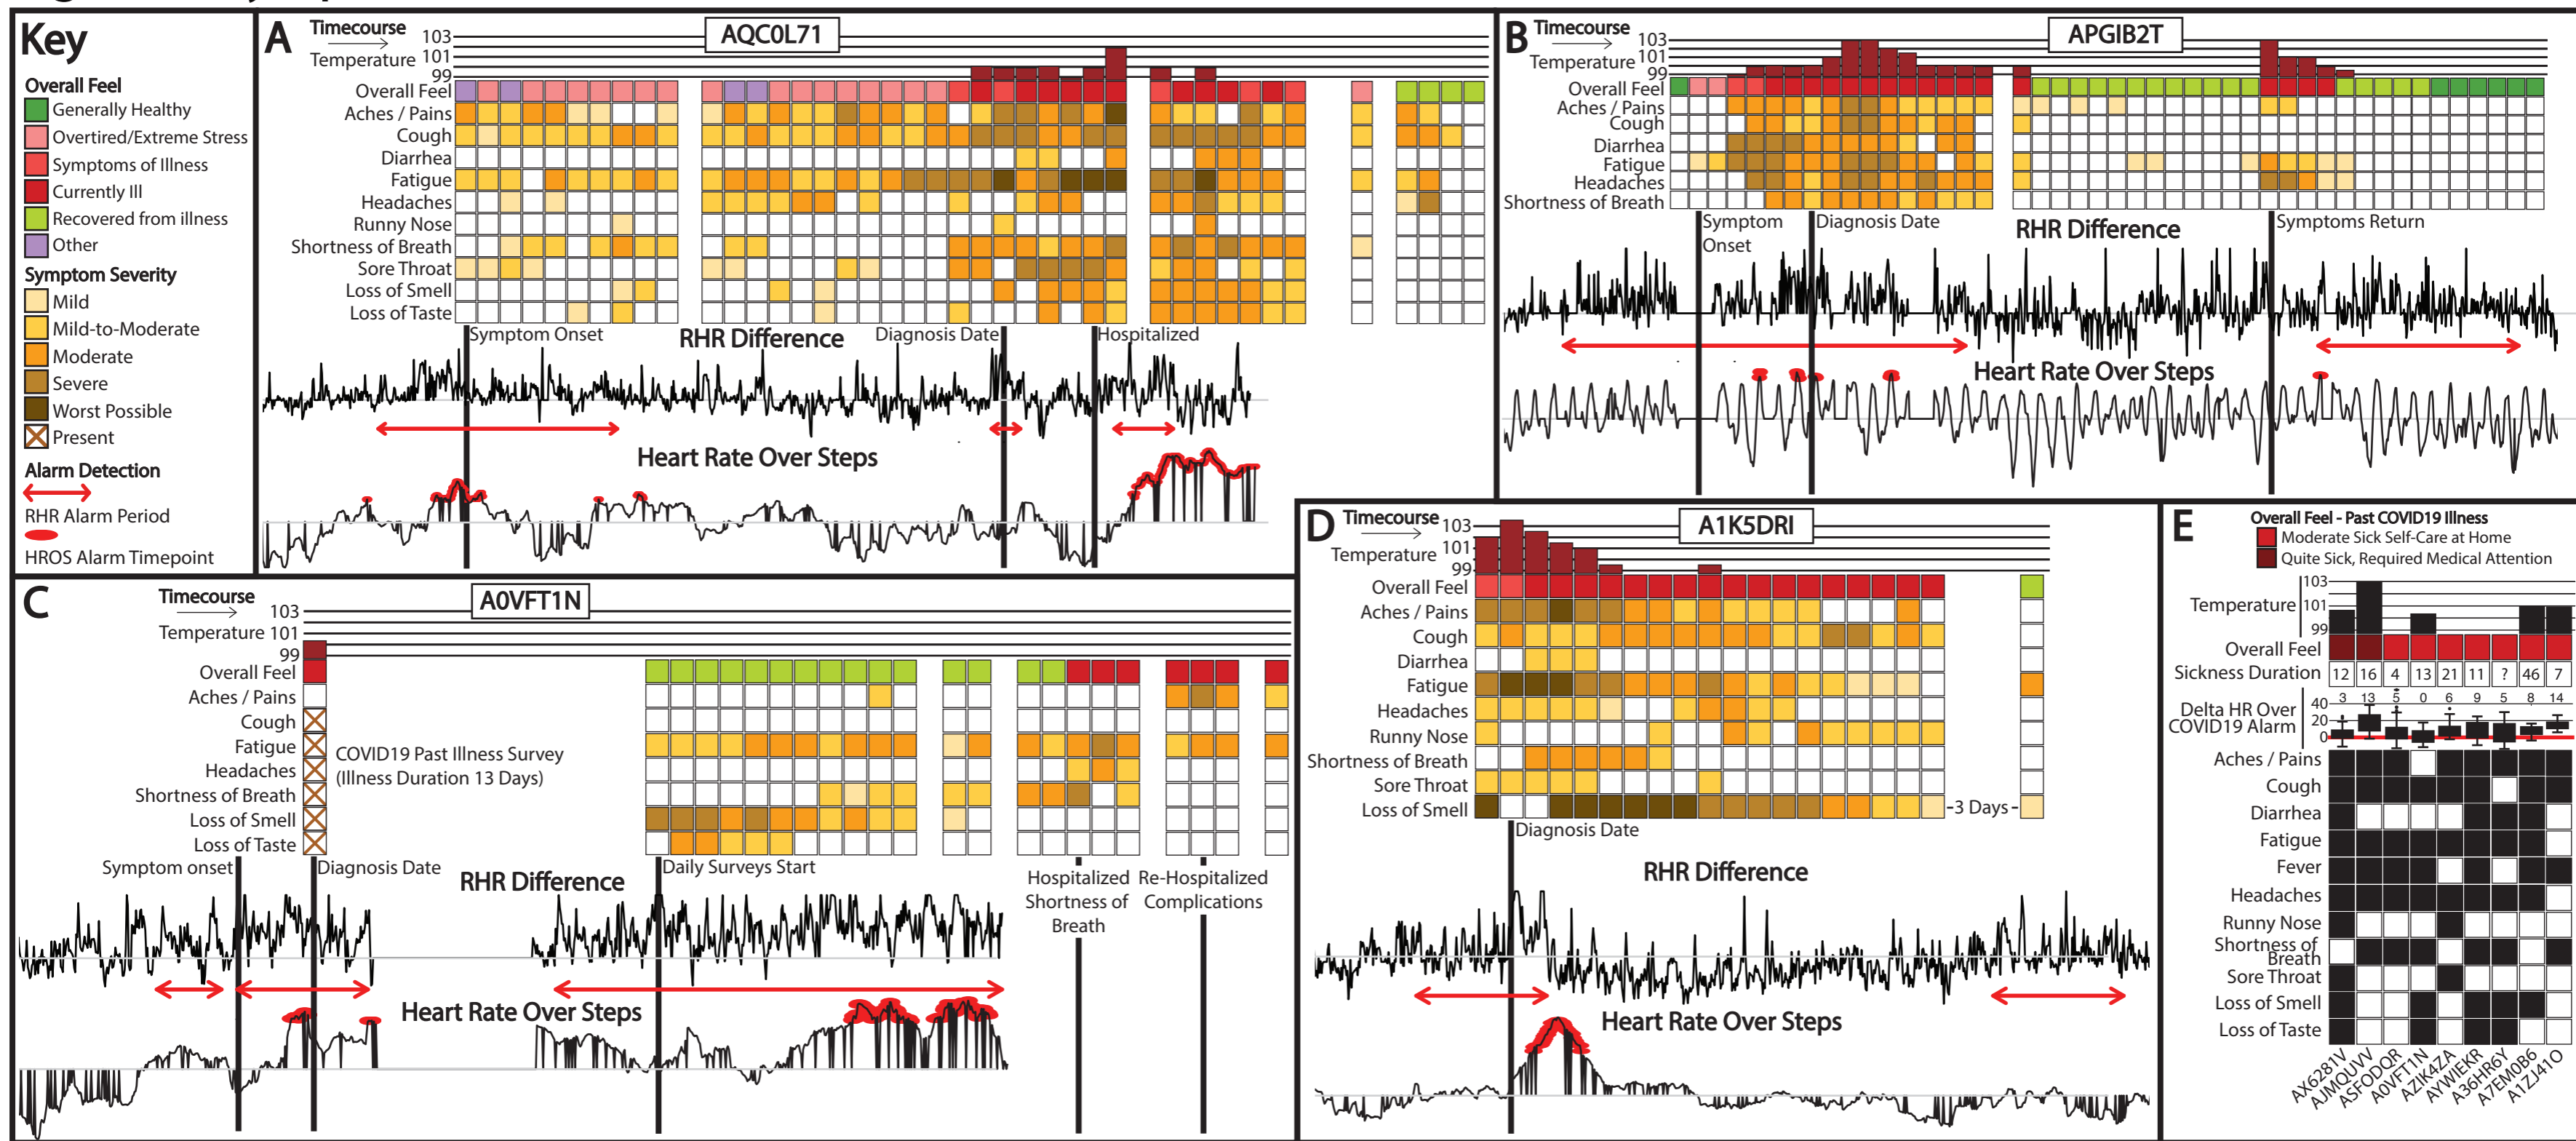 Key
Overall Feel
Generally Healthy
Overtired/Extreme Stress
Symptoms of Illness
Currently Ill
Recovered from illness
Other
Symptom Severity
Mild
Mild-to-Moderate
Moderate
Severe
Worst Possible
Present
Alarm Detection
RHR Alarm Period
HROS Alarm Timepoint
A
Timecourse
AQC0L71
103
101
Temperature
99
Overall Feel
Aches / Pains
Cough
Diarrhea
Fatigue
Headaches
Runny Nose
Shortness of Breath
Sore Throat
Loss of Smell
Loss of Taste
Symptom Onset
RHR Difference
Diagnosis Date
Hospitalized
Heart Rate Over Steps
B
Timecourse
APGIB2T
103
101
Temperature
99
Overall Feel
Aches / Pains
Cough
Diarrhea
Fatigue
Headaches
Shortness of Breath
Symptom
Onset
Diagnosis Date
RHR Difference
Symptoms Return
Heart Rate Over Steps
C
Timecourse
A0VFT1N
103
Temperature 101
99
Overall Feel
Aches / Pains
Cough
Fatigue
Headaches
Shortness of Breath
Loss of Smell
Loss of Taste
COVID19 Past Illness Survey
(Illness Duration 13 Days)
Symptom onset
Diagnosis Date
RHR Difference
Daily Surveys Start
Hospitalized
Shortness of
Breath
Re-Hospitalized
Complications
Heart Rate Over Steps
D
Timecourse
A1K5DRI
103
101
Temperature
99
Overall Feel
Aches / Pains
Cough
Diarrhea
Fatigue
Headaches
Runny Nose
Shortness of Breath
Sore Throat
Loss of Smell
-3 Days-
Diagnosis Date
RHR Difference
Heart Rate Over Steps
E
Overall Feel - Past COVID19 Illness
Moderate Sick Self-Care at Home
Quite Sick, Required Medical Attention
103
Temperature 101
99
Overall Feel
Sickness Duration 12 16 4 13 21 11 ? 46 7
3 13 5 0 6 9 5 8 14
Delta HR Over
COVID19 Alarm
40
20
0
Aches / Pains
Cough
Diarrhea
Fatigue
Fever
Headaches
Runny Nose
Shortness of
Breath
Sore Throat
Loss of Smell
Loss of Taste
AX6281V
AJMQUVV
ASFODQR
A0VFT1N
AZIK4ZA
AYWIEKR
A36HR6Y
A7EM0B6
A1ZJ41O